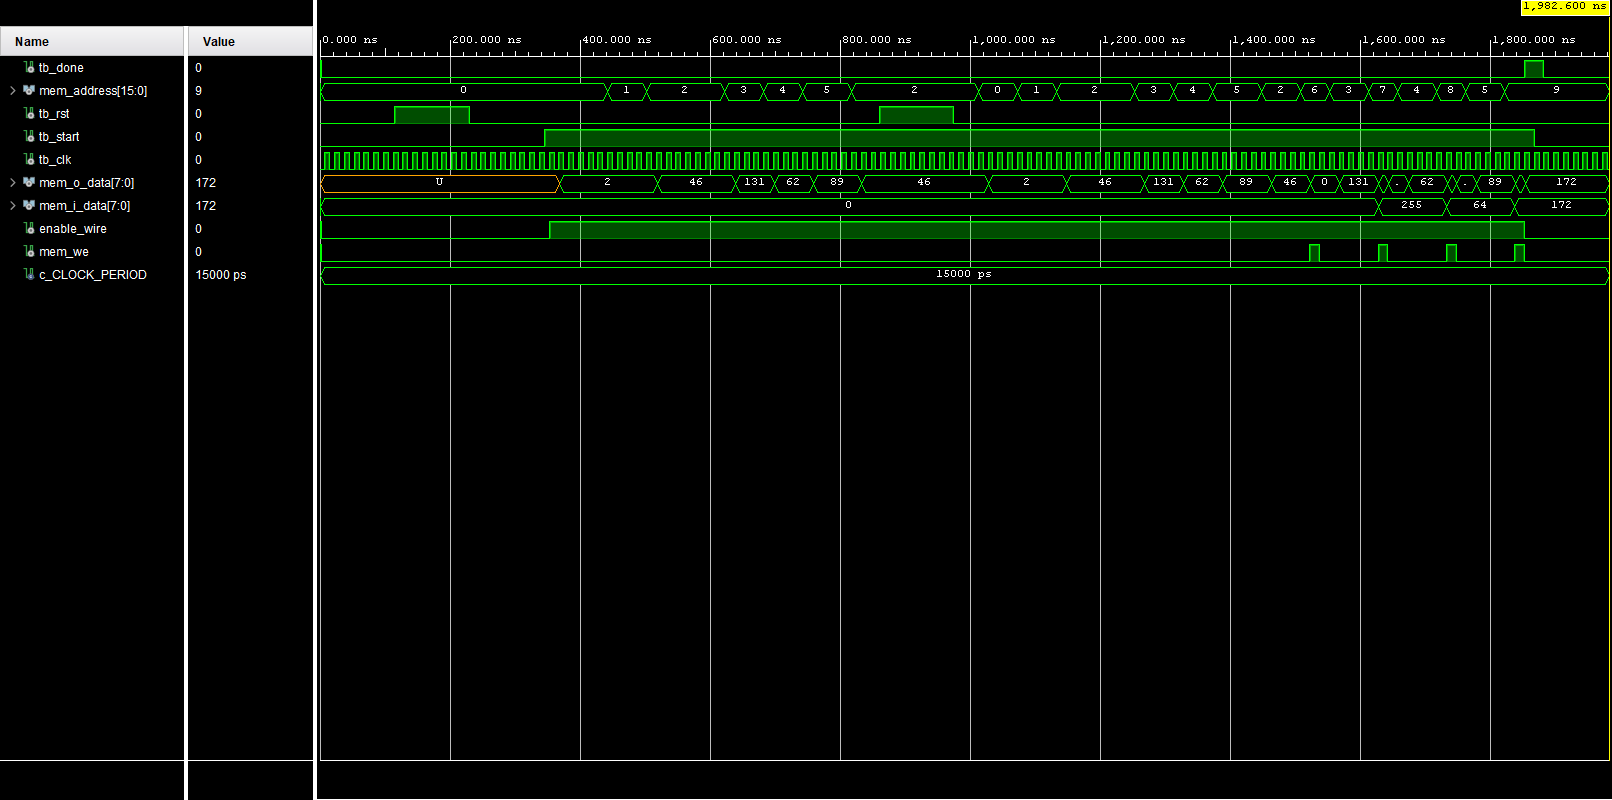 1,982.600 ns
Name Value
0.000 ns 200.000 ns 400.000 ns 600.000 ns 800.000 ns 1,000.000 ns 1,200.000 ns 1,400.000 ns 1,600.000 ns 1,800.000 ns
tb_done 0
mem_address[15:0] 9 0 1 2 3 4 5 2 0 1 2 3 4 5 2 6 3 7 4 8 5 9
tb_rst 0
tb_start 0
tb_clk 0
mem_o_data[7:0] 172 U 2 46 131 62 89 46 2 46 131 62 89 46 0 131 . 62 . 89 172
mem_i_data[7:0] 172 0 255 64 172
enable_wire 0
mem_we 0
c_CLOCK_PERIOD 15000 ps 15000 ps